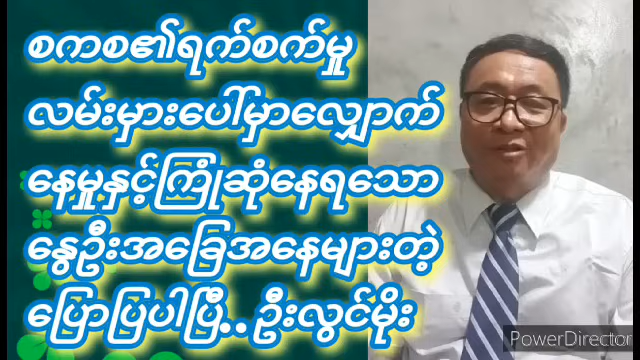 စကစ၏ရက်စက်မှု
လမ်းမှားပေါ်မှာလျှောက်
နေမှုနှင့်ကြုံဆုံနေရသော
နွေဦးအခြေအနေများတဲ့
ပြောပြပါပြီ.. ဦးလွင်မိုး
PowerDirector